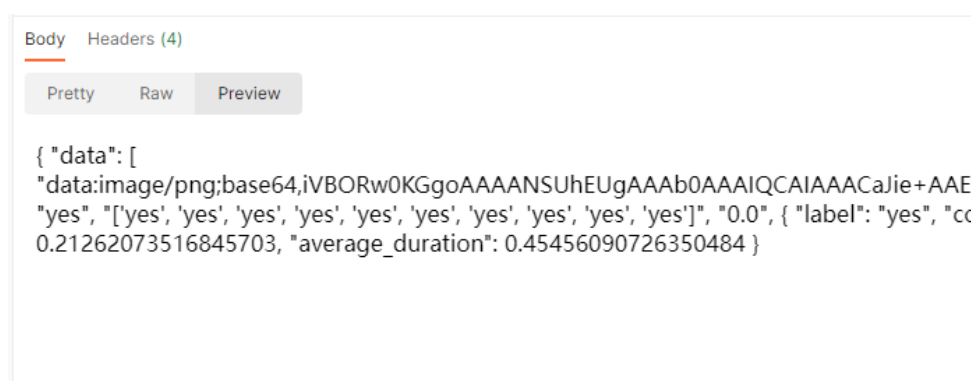 Body Headers (4)
Pretty Raw Preview
{ "data": [
"data:image/png;base64,iVBORw0KGgoAAAANSUhEUgAAAb0AAAIQCAIAAACaJie+AAE
"yes", "['yes', 'yes', 'yes', 'yes', 'yes', 'yes', 'yes', 'yes', 'yes', 'yes']", "0.0", { "label": "yes", "co
0.21262073516845703, "average_duration": 0.45456090726350484 }